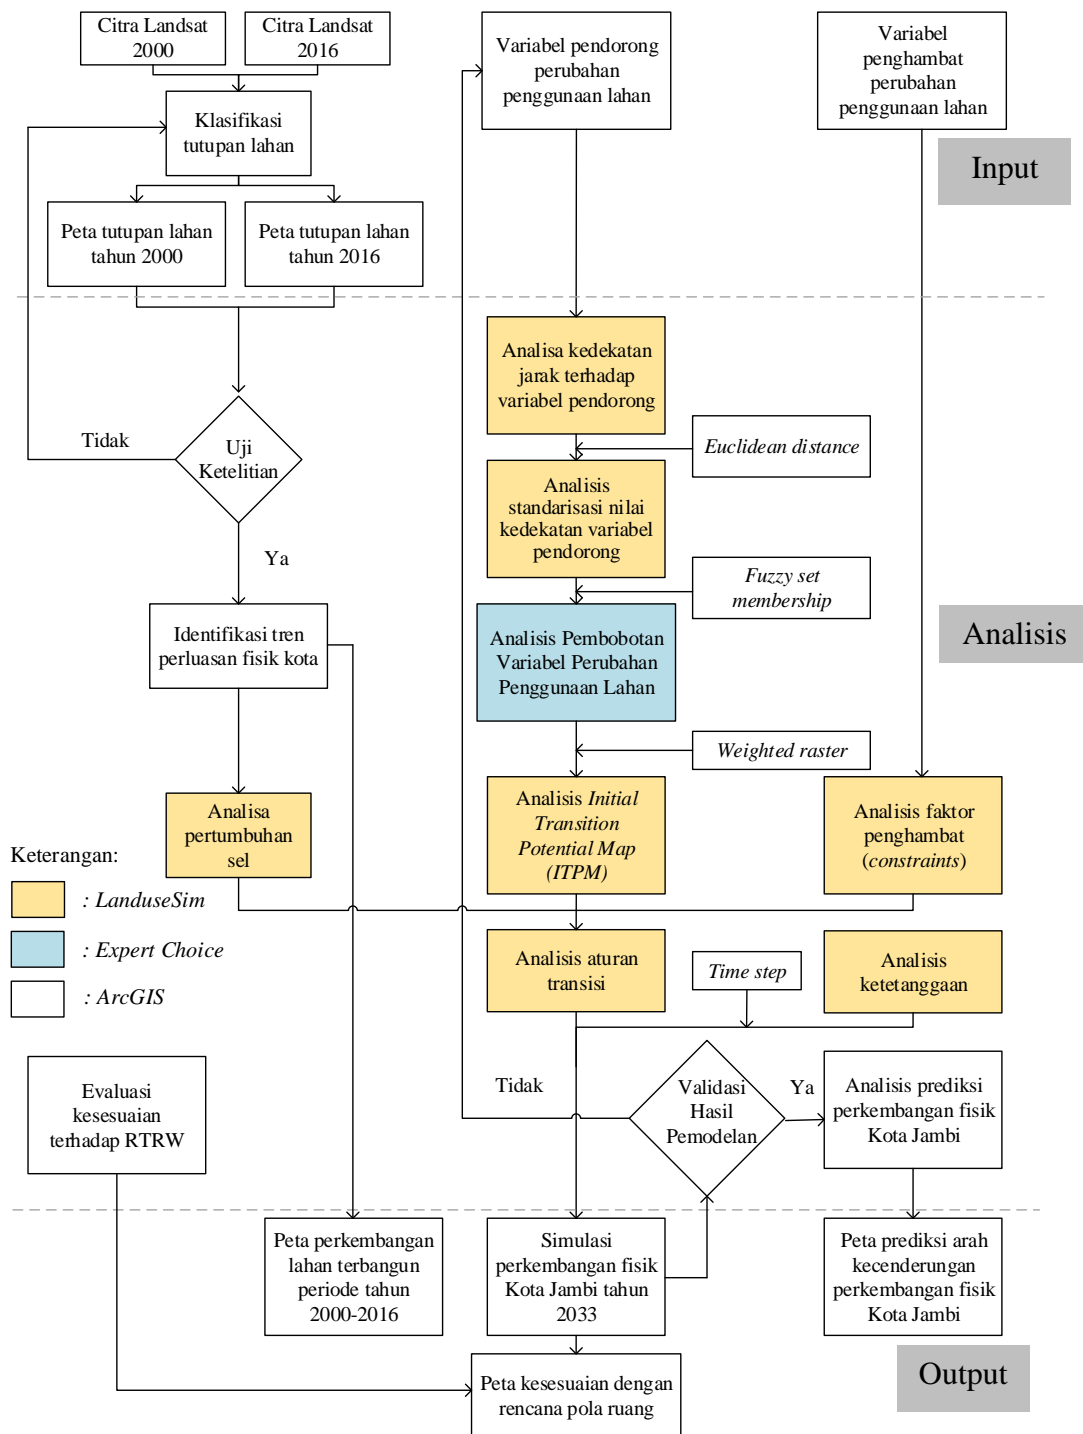 Citra Landsat
2000
Citra Landsat
2016
Variabel pendorong
perubahan
penggunaan lahan
Variabel
penghambat
perubahan
penggunaan lahan
Klasifikasi
tutupan lahan
Input
Peta tutupan lahan
tahun 2000
Peta tutupan lahan
tahun 2016
Analisa kedekatan
jarak terhadap
variabel pendorong
Tidak
Uji
Ketelitian
Euclidean distance
Analisis
standarisasi nilai
kedekatan variabel
pendorong
Ya
Fuzzy set
membership
Identifikasi tren
perluasan fisik kota
Analisis Pembobotan
Variabel Perubahan
Penggunaan Lahan
Analisis
Weighted raster
Analisa
pertumbuhan
sel
Analisis Initial
Transition
Potential Map
(ITPM)
Analisis faktor
penghambat
(constraints)
Keterangan:
: LanduseSim
: Expert Choice
: ArcGIS
Analisis aturan
transisi
Time step
Analisis
ketetanggaan
Evaluasi
kesesuaian
terhadap RTRW
Tidak
Validasi
Hasil
Pemodelan
Ya
Analisis prediksi
perkembangan fisik
Kota Jambi
Peta perkembangan
lahan terbangun
periode tahun
2000-2016
Simulasi
perkembangan fisik
Kota Jambi tahun
2033
Peta prediksi arah
kecenderungan
perkembangan fisik
Kota Jambi
Output
Peta kesesuaian dengan
rencana pola ruang